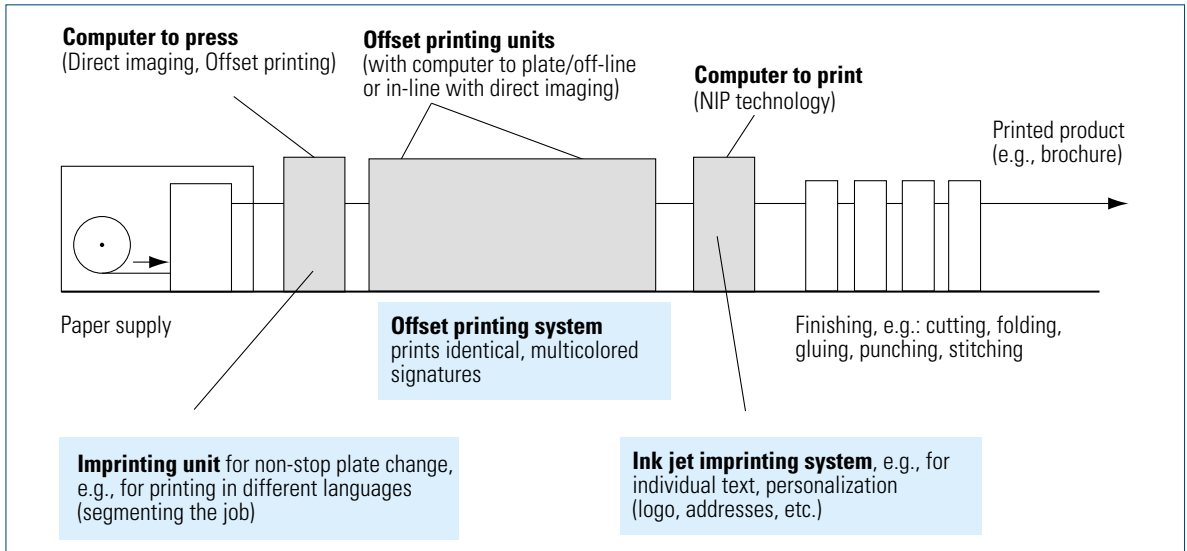 Computer to press
(Direct imaging, Offset printing)
Offset printing units
(with computer to plate/off-line
or in-line with direct imaging)
Computer to print
(NIP technology)
Printed product
(e.g., brochure)
Paper supply
Offset printing system
prints identical, multicolored
signatures
Finishing, e.g.: cutting, folding,
gluing, punching, stitching
Imprinting unit for non-stop plate change,
e.g., for printing in different languages
(segmenting the job)
Ink jet imprinting system, e.g., for
individual text, personalization
(logo, addresses, etc.)